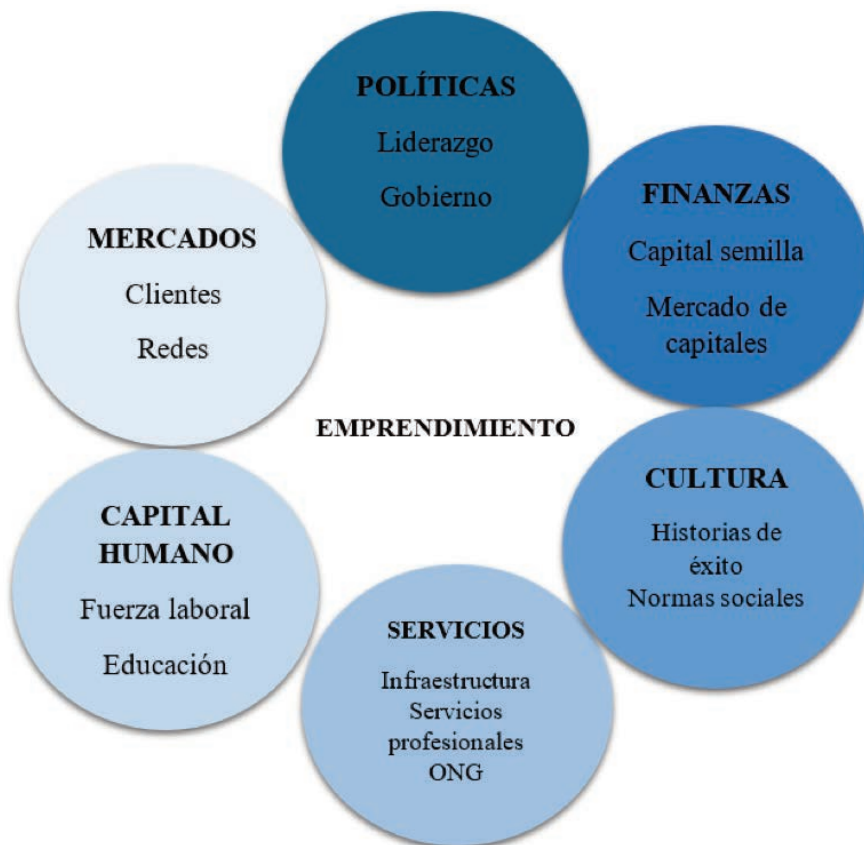 POLÍTICAS
Liderazgo
Gobierno
FINANZAS
Capital semilla
Mercado de
capitales
CULTURA
Historias de
éxito
Normas sociales
SERVICIOS
Infraestructura
Servicios
profesionales
ONG
CAPITAL
HUMANO
Fuerza laboral
Educación
MERCADOS
Clientes
Redes
EMPRENDIMIENTO